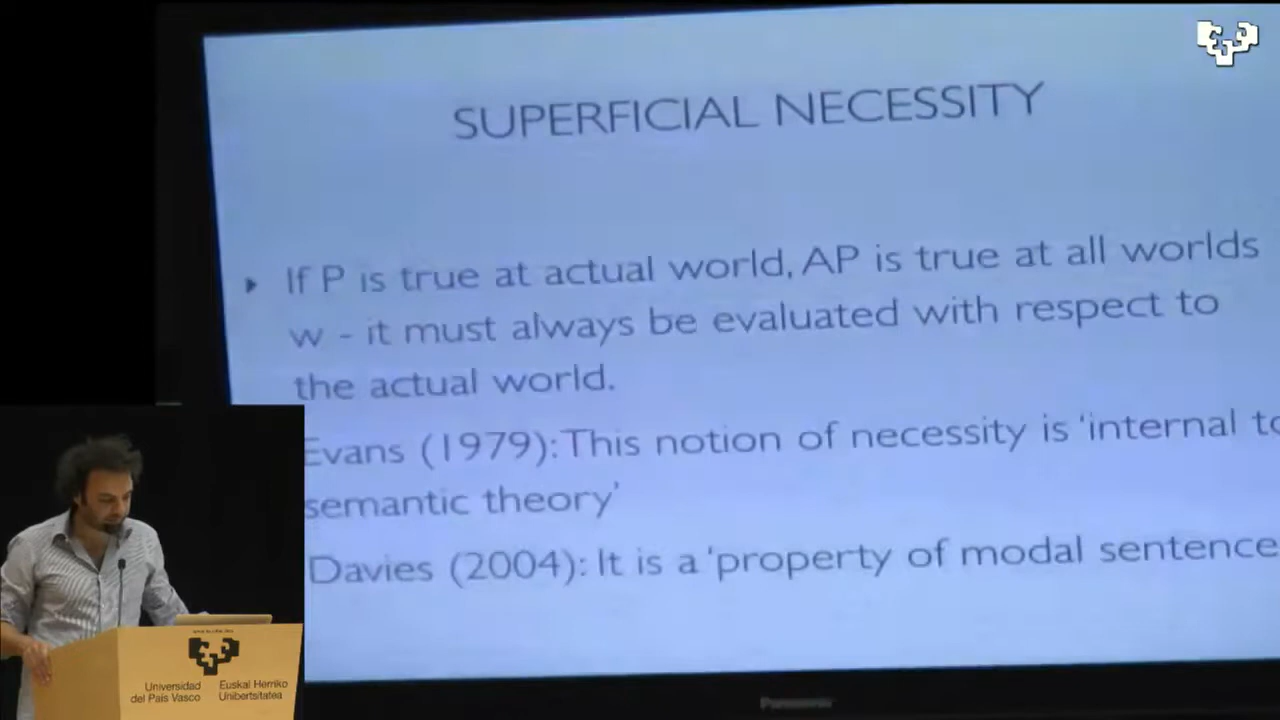 SUPERFICIAL NECESSITY
If P is true at actual world, AP is true at all worlds
w - it must always be evaluated with respect to
the actual world.
Evans (1979): This notion of necessity is 'internal to
semantic theory'
Davies (2004): It is a 'property of modal sentence
Panasonic
Universidad
del País Vasco
Euskal Herriko
Unibertsitatea